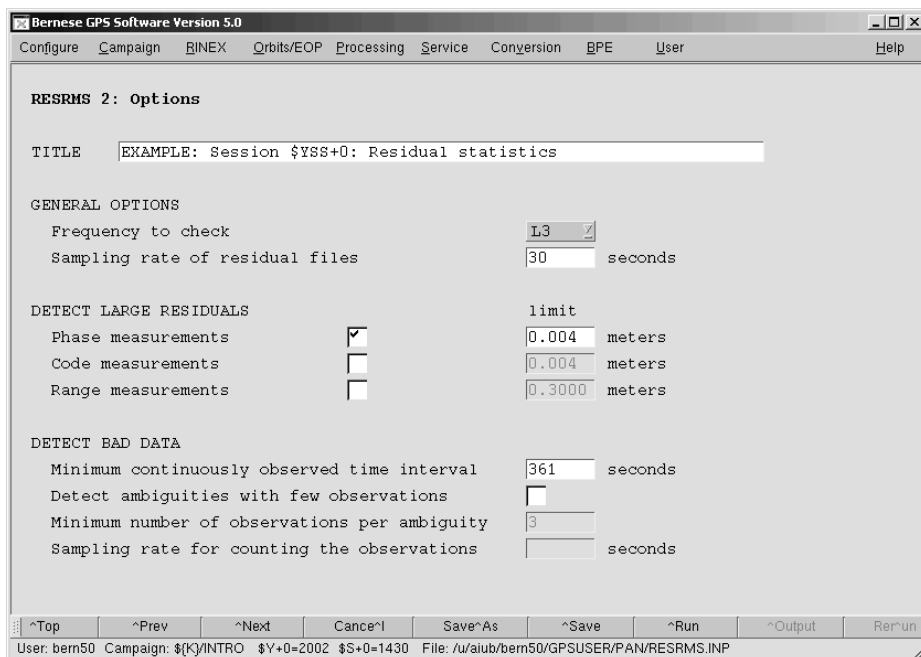 Bernese GPS Software Version 5.0
Configure Campaign RINEX Orbits/EOP Processing Service Conversion BPE User Help
RESRMS 2: Options
TITLE EXAMPLE: Session $YSS+0: Residual statistics
GENERAL OPTIONS
Frequency to check L3
Sampling rate of residual files 30 seconds
DETECT LARGE RESIDUALS limit
Phase measurements 0.004 meters
Code measurements 0.004 meters
Range measurements 0.3000 meters
DETECT BAD DATA
Minimum continuously observed time interval 361 seconds
Detect ambiguities with few observations
Minimum number of observations per ambiguity 3
Sampling rate for counting the observations seconds
^Top ^Prev ^Next Cance^l Save^As ^Save ^Run ^Output Rer^un
User: bern50 Campaign: ${K}/INTRO $Y+0=2002 $S+0=1430 File: /u/aiub/bern50/GPSUSER/PAN/RESRMS.INP